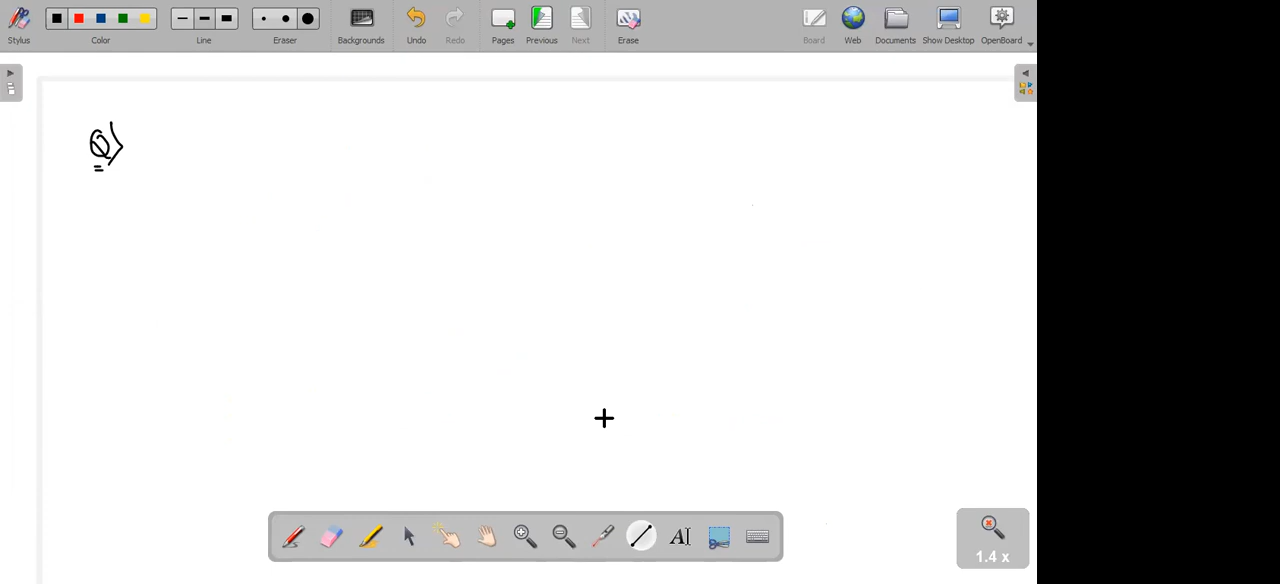 Stylus Color Line Eraser Backgrounds Undo Redo Pages Previous Next Erase Board Web Documents Show Desktop OpenBoard
Q>
AI
1.4 x